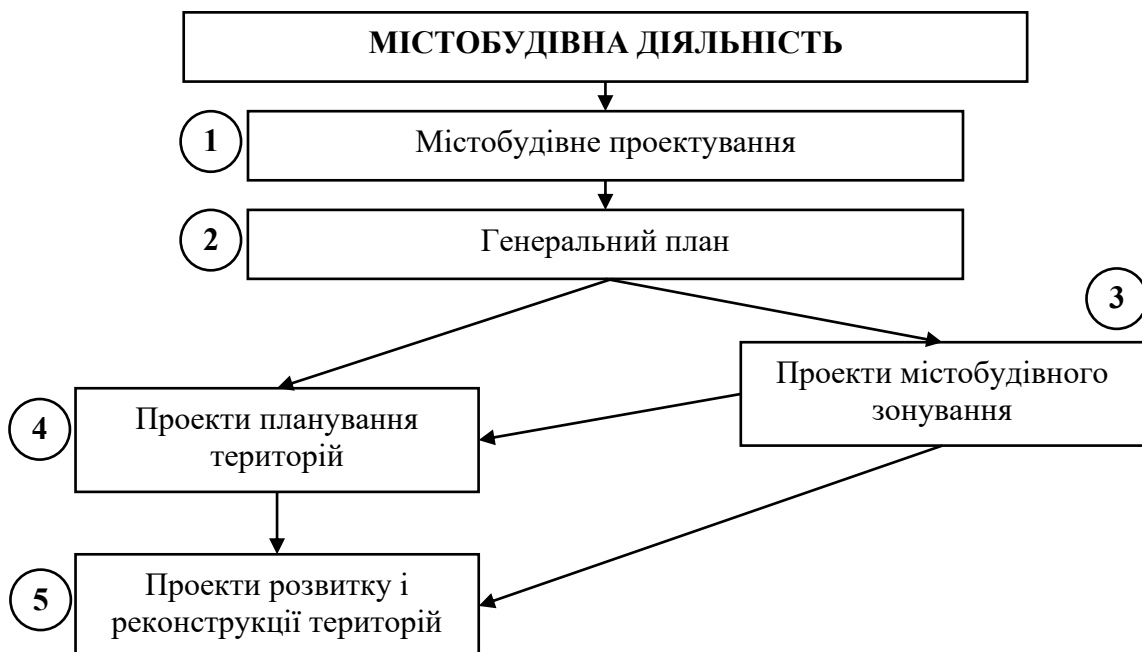 МІСТОБУДІВНА ДІЯЛЬНІСТЬ
1
Містобудівне проектування
2
Генеральний план
3
Проекти містобудівного
зонування
4
Проекти планування
територій
5
Проекти розвитку і
реконструкції територій